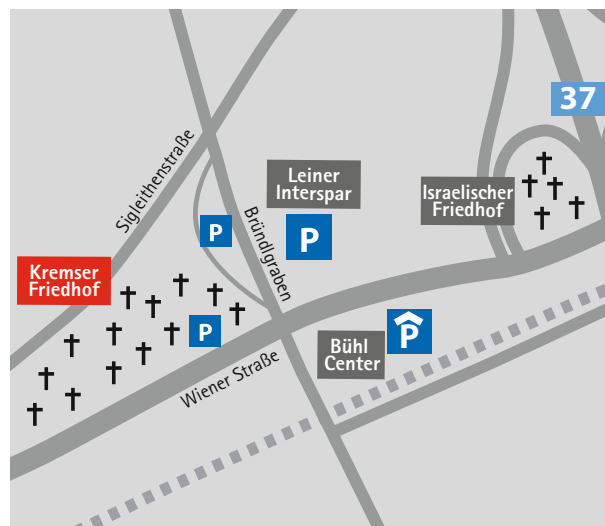 37
Sigleithenstraße
Leiner
Interspar
Israelischer
Friedhof
P
P
Bründlgraben
Kremser
Friedhof
P
P
Bühl
Center
Wiener Straße